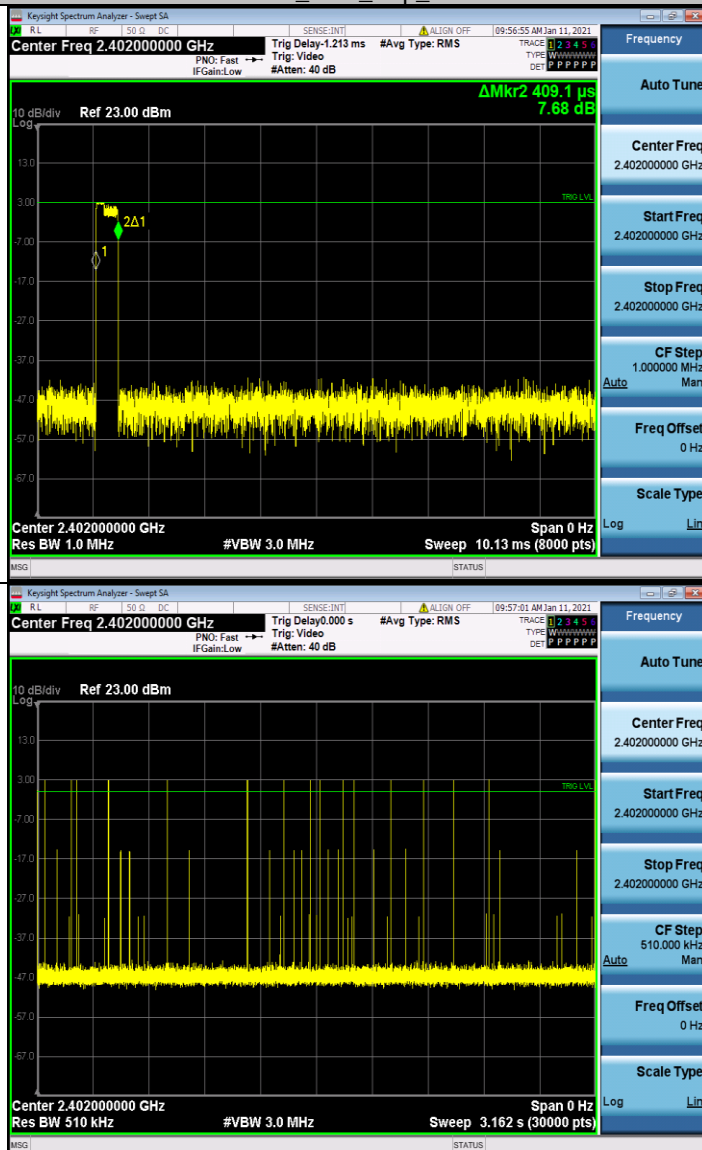 Keysight Spectrum Analyzer - Swept SA
RL RF 50 Ω DC SENSE:INT ALIGN OFF 09:56:55 AM Jan 11, 2021
Center Freq 2.402000000 GHz
PNO: Fast
IFGain:Low
Trig Delay-1.213 ms
Trig: Video
#Atten: 40 dB
#Avg Type: RMS
TRACE 1 2 3 4 5 6
TYPE
DET P P P P P P
Frequency
ΔMkr2 409.1 µs
7.68 dB
10 dB/div Ref 23.00 dBm
Log
13.0
3.00
-7.00
-17.0
-27.0
-37.0
-47.0
-57.0
-67.0
TRIG LVL
2Δ1
1
Center 2.402000000 GHz
Res BW 1.0 MHz
#VBW 3.0 MHz
Span 0 Hz
Sweep 10.13 ms (8000 pts)
MSG STATUS
Auto Tune
Center Freq
2.402000000 GHz
Start Freq
2.402000000 GHz
Stop Freq
2.402000000 GHz
CF Step
1.000000 MHz
Auto Man
Freq Offset
0 Hz
Scale Type
Log Lin
Keysight Spectrum Analyzer - Swept SA
RL RF 50 Ω DC SENSE:INT ALIGN OFF 09:57:01 AM Jan 11, 2021
Center Freq 2.402000000 GHz
PNO: Fast
IFGain:Low
Trig Delay0.000 s
Trig: Video
#Atten: 40 dB
#Avg Type: RMS
TRACE 1 2 3 4 5 6
TYPE
DET P P P P P P
Frequency
10 dB/div Ref 23.00 dBm
Log
13.0
3.00
-7.00
-17.0
-27.0
-37.0
-47.0
-57.0
-67.0
TRIG LVL
Center 2.402000000 GHz
Res BW 510 kHz
#VBW 3.0 MHz
Span 0 Hz
Sweep 3.162 s (30000 pts)
MSG STATUS
Auto Tune
Center Freq
2.402000000 GHz
Start Freq
2.402000000 GHz
Stop Freq
2.402000000 GHz
CF Step
510.000 kHz
Auto Man
Freq Offset
0 Hz
Scale Type
Log Lin